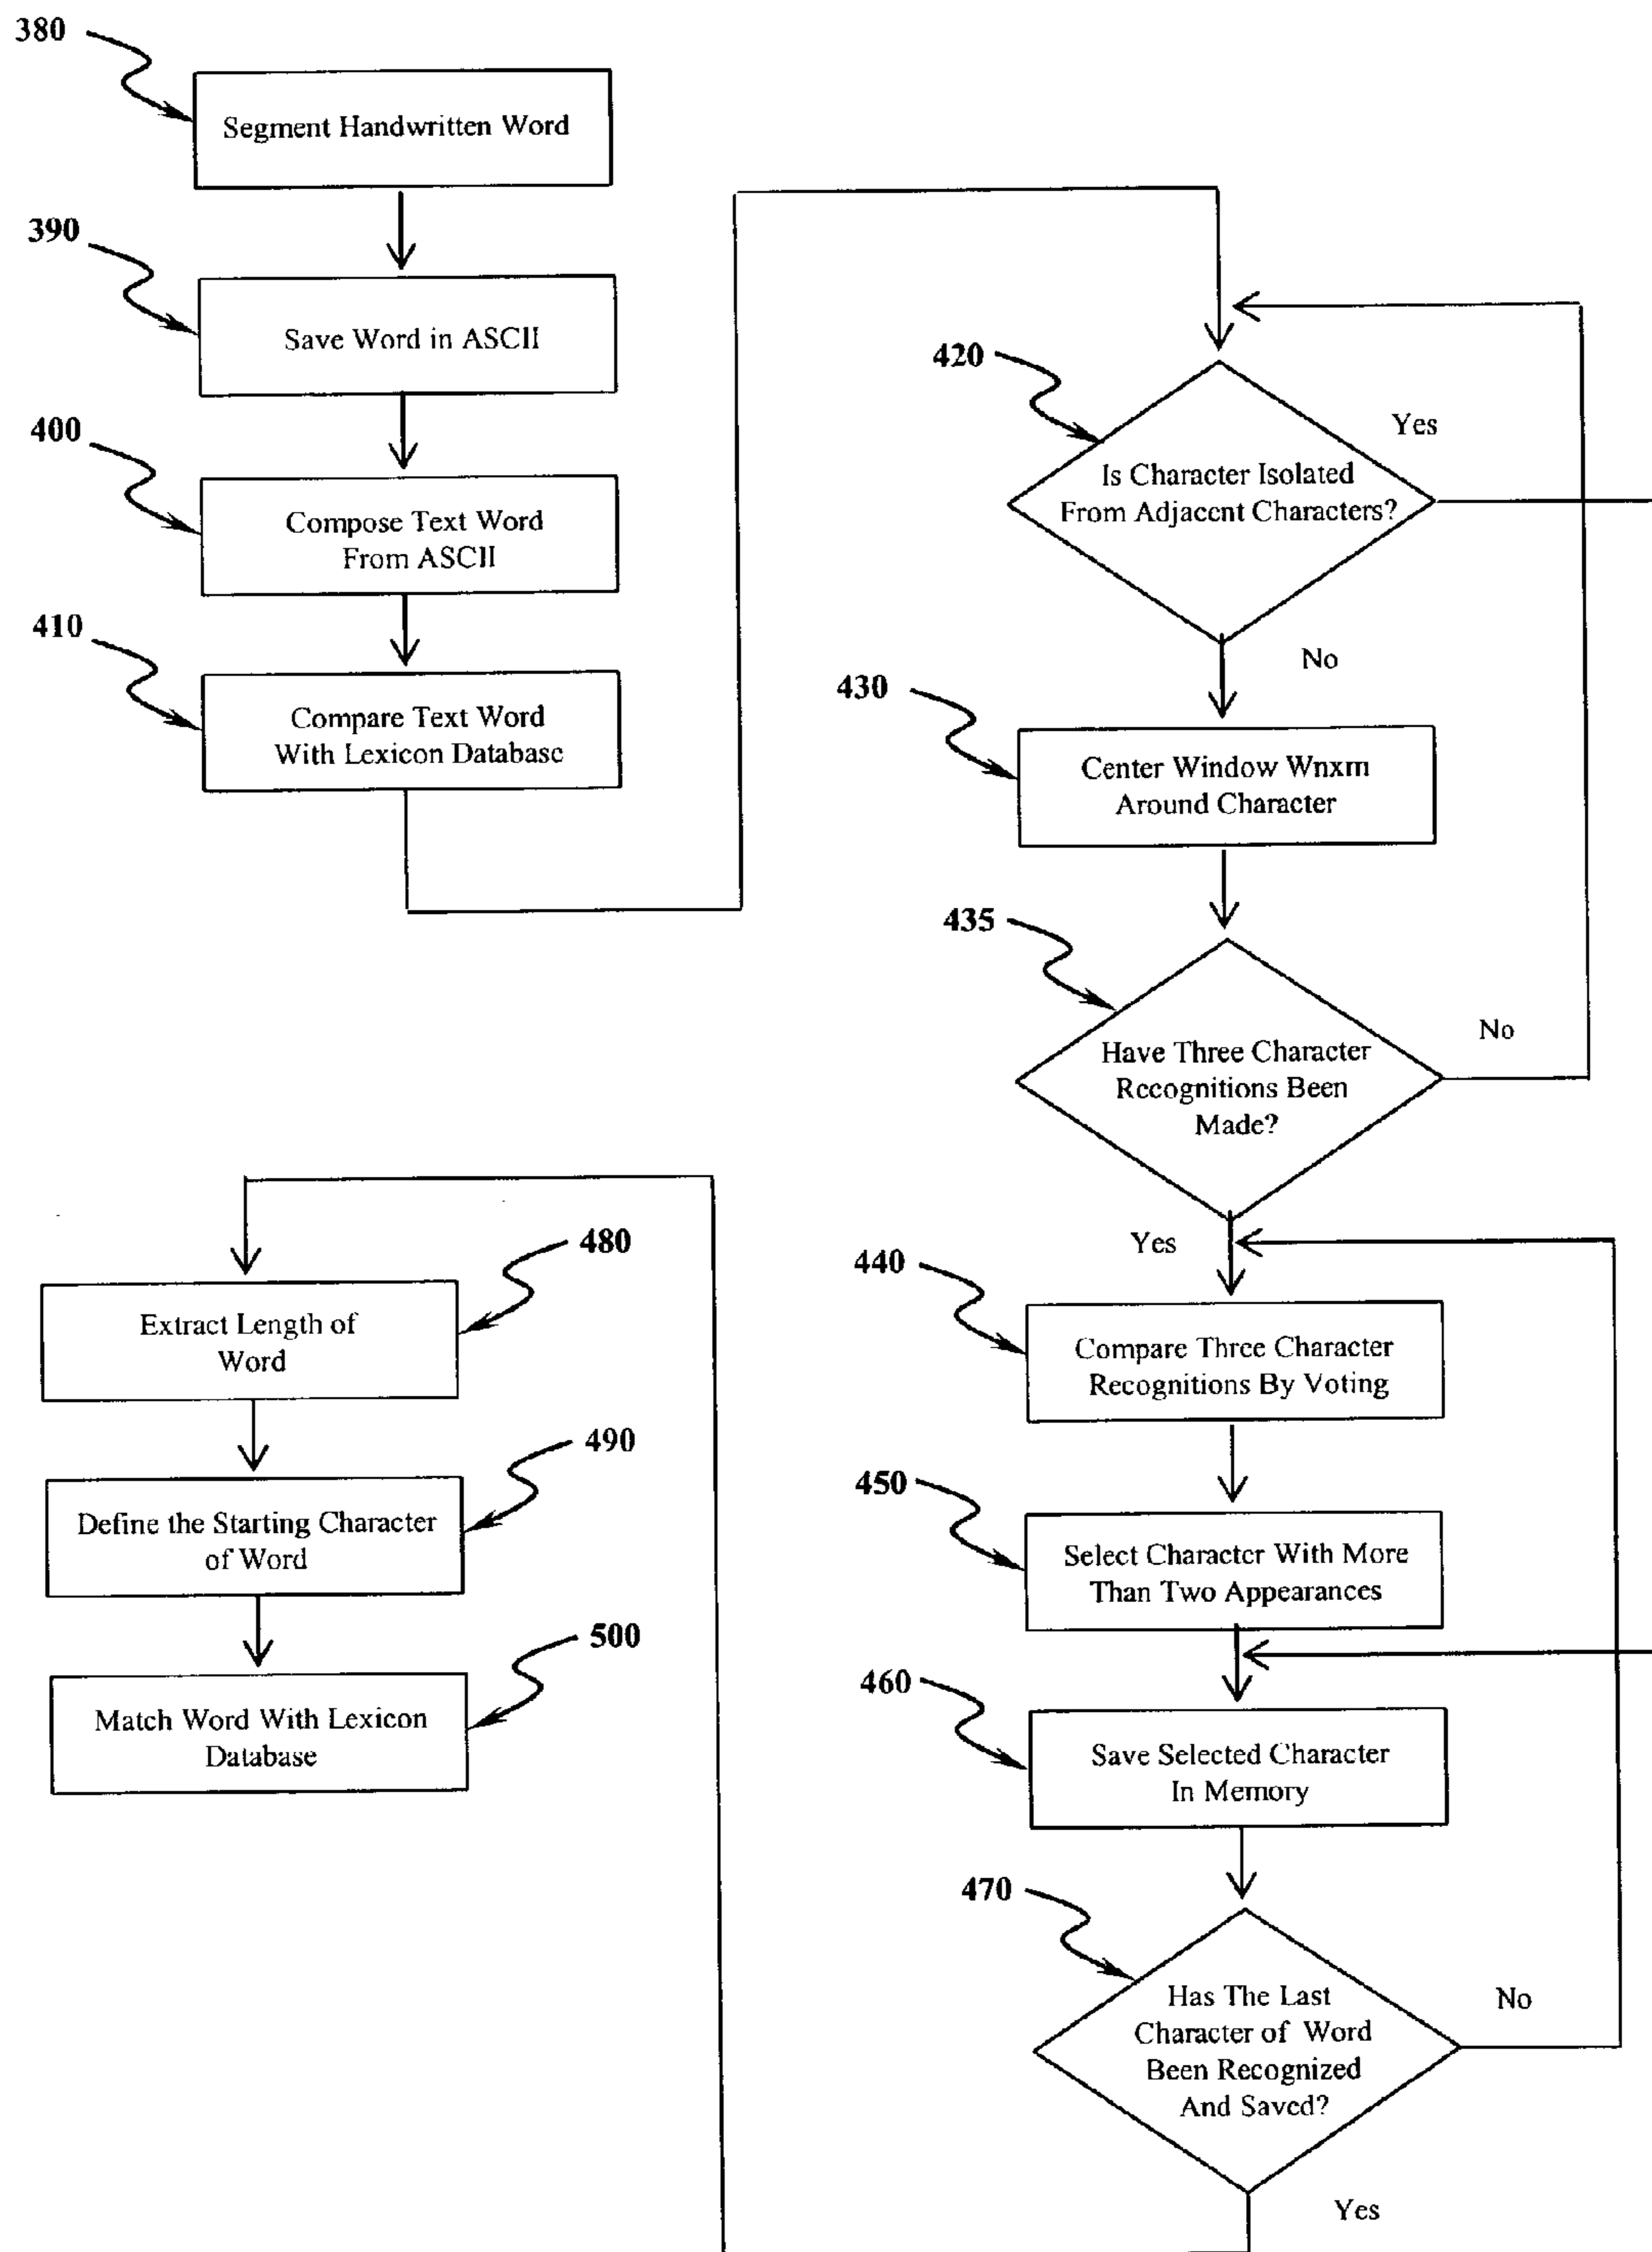 380
Segment Handwritten Word
390
Save Word in ASCII
400
Compose Text Word
From ASCII
410
Compare Text Word
With Lexicon Database
420
Is Character Isolated
From Adjacent Characters?
Yes
No
430
Center Window Wnxm
Around Character
435
Have Three Character
Recognitions Been
Made?
No
Yes
440
Compare Three Character
Recognitions By Voting
450
Select Character With More
Than Two Appearances
460
Save Selected Character
In Memory
470
Has The Last
Character of Word
Been Recognized
And Saved?
No
Yes
480
Extract Length of
Word
490
Define the Starting Character
of Word
500
Match Word With Lexicon
Database